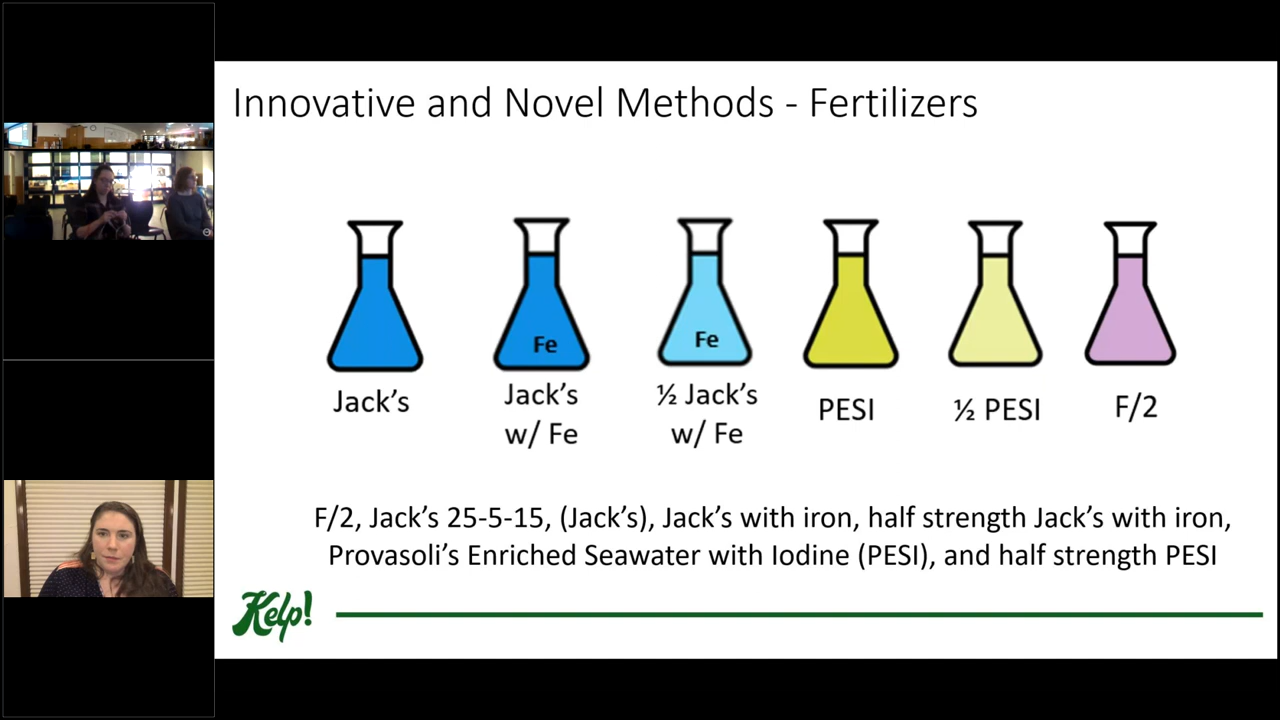 Innovative and Novel Methods - Fertilizers
Fe
Fe
Jack's
Jack's
w/ Fe
½ Jack's
w/ Fe
PESI
½ PESI
F/2
F/2, Jack's 25-5-15, (Jack's), Jack's with iron, half strength Jack's with iron,
Provasoli's Enriched Seawater with Iodine (PESI), and half strength PESI
Kelp!